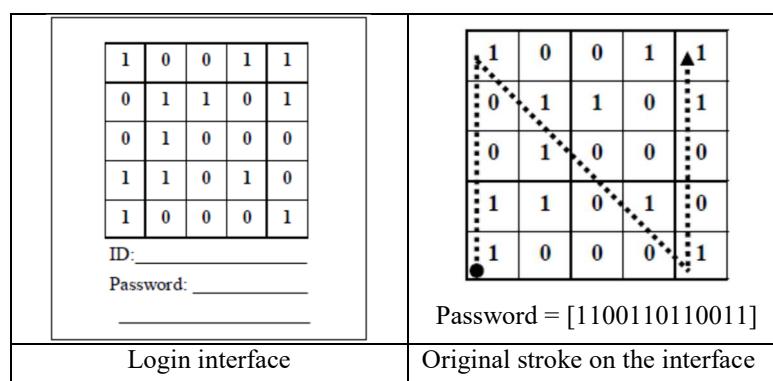 1 0 0 1 1
0 1 1 0 1
0 1 0 0 0
1 1 0 1 0
1 0 0 0 1
ID:
Password:
1 0 0 1 1
0 1 1 0 1
0 1 0 0 0
1 1 0 1 0
1 0 0 0 1
Password = [1100110110011]
Login interface
Original stroke on the interface